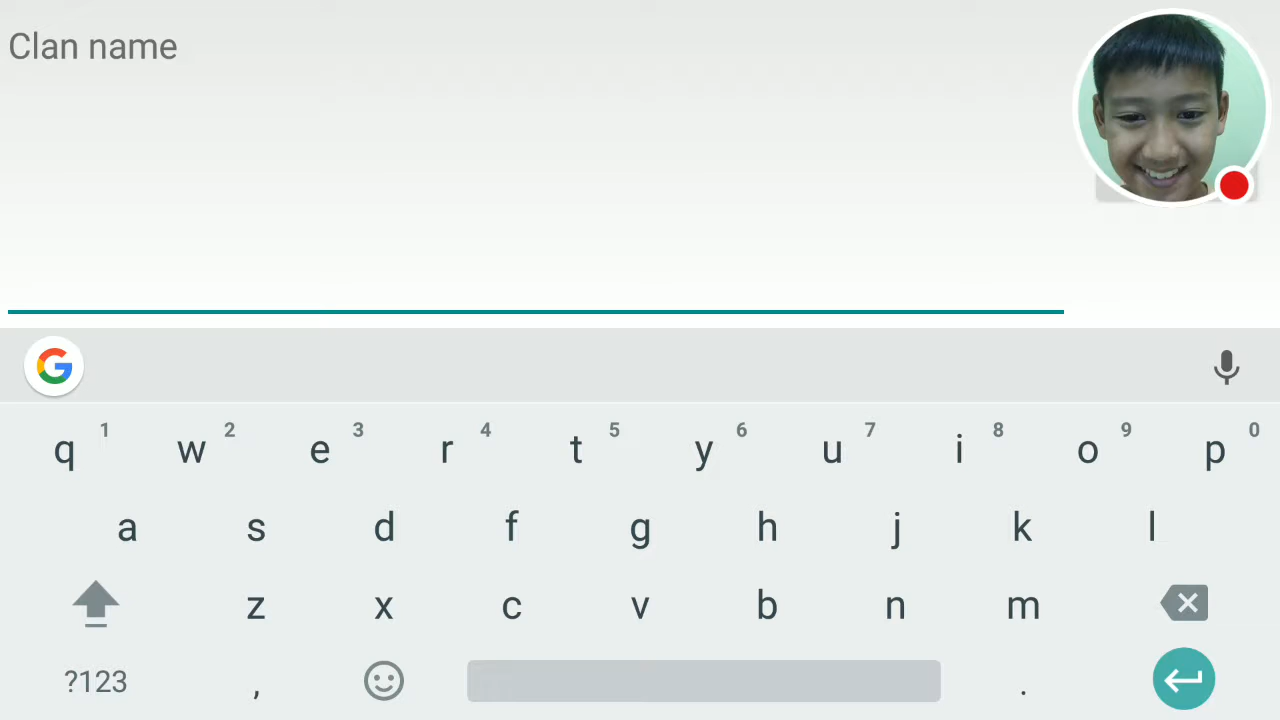 Clan name
1 2 3 4 5 6 7 8 9 0
q w e r t y u i o p
a s d f g h j k l
z x c v b n m
?123 , .